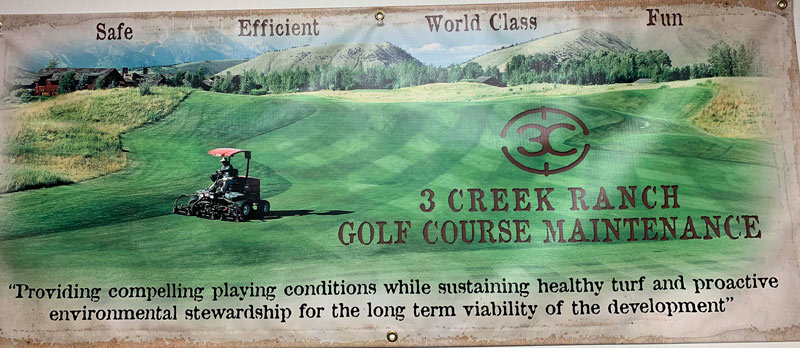 Safe Efficient World Class Fun
3C
3 CREEK RANCH
GOLF COURSE MAINTENANCE
"Providing compelling playing conditions while sustaining healthy turf and proactive
environmental stewardship for the long term viability of the development"